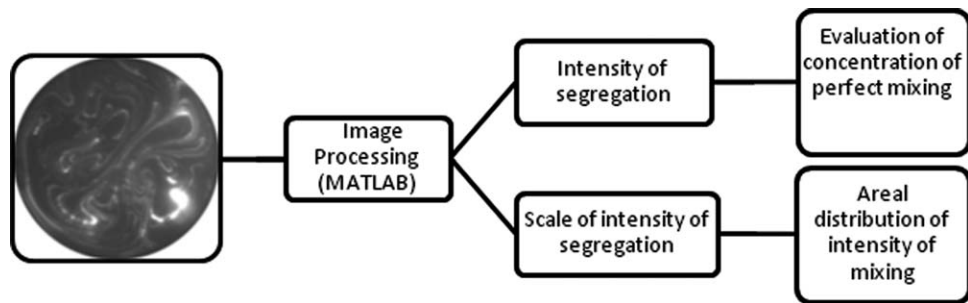 Image
Processing
(MATLAB)
Intensity of
segregation
Evaluation of
concentration of
perfect mixing
Scale of intensity of
segregation
Areal
distribution of
intensity of
mixing